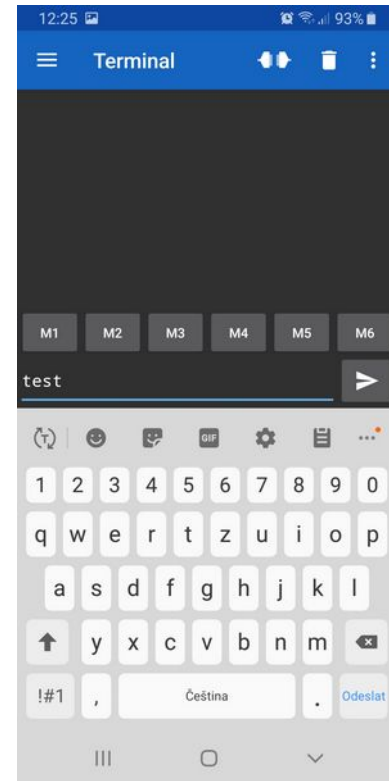 12:25 93%
Terminal
M1 M2 M3 M4 M5 M6
test
T GIF
1 2 3 4 5 6 7 8 9 0
q w e r t z u i o p
a s d f g h j k l
y x c v b n m
!#1 , Čeština . Odeslat